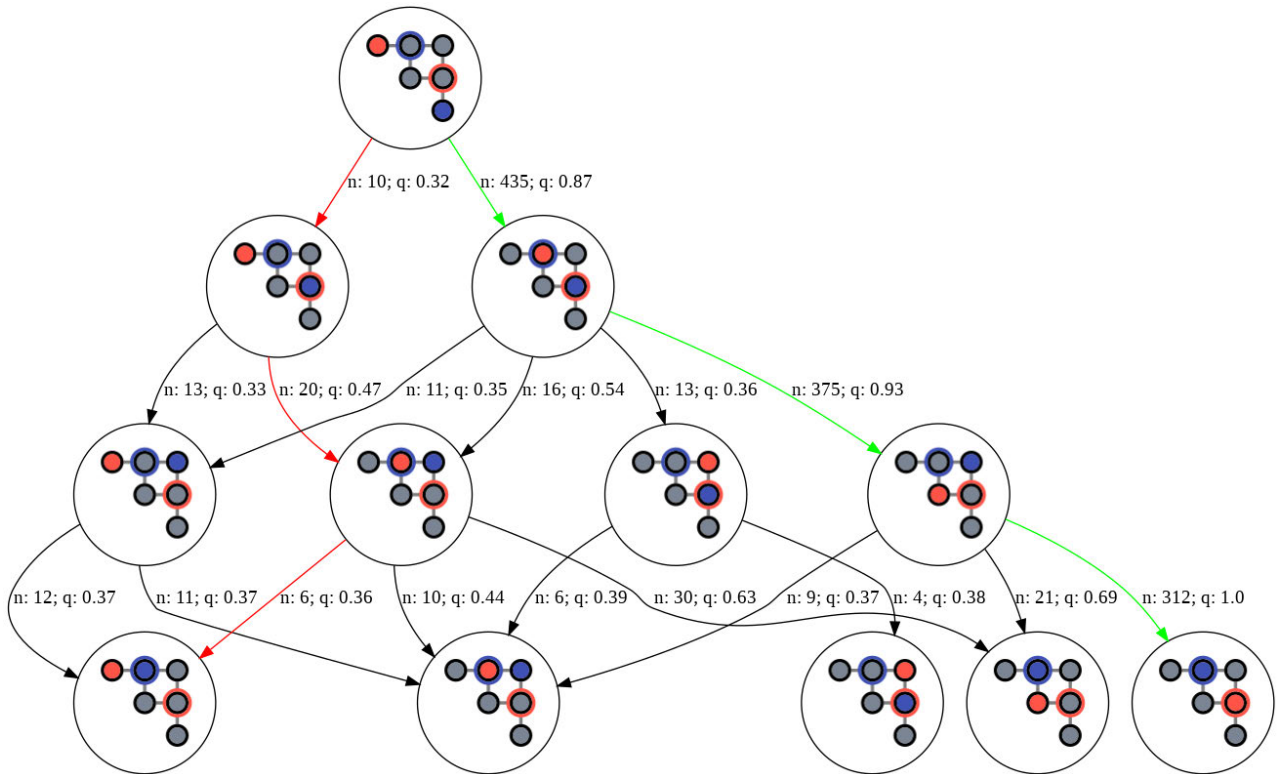 n: 10; q: 0.32
n: 435; q: 0.87
n: 13; q: 0.33
n: 20; q: 0.47
n: 11; q: 0.35
n: 16; q: 0.54
n: 13; q: 0.36
n: 375; q: 0.93
n: 12; q: 0.37
n: 11; q: 0.37
n: 6; q: 0.36
n: 10; q: 0.44
n: 6; q: 0.39
n: 30; q: 0.63
n: 9; q: 0.37
n: 4; q: 0.38
n: 21; q: 0.69
n: 312; q: 1.0